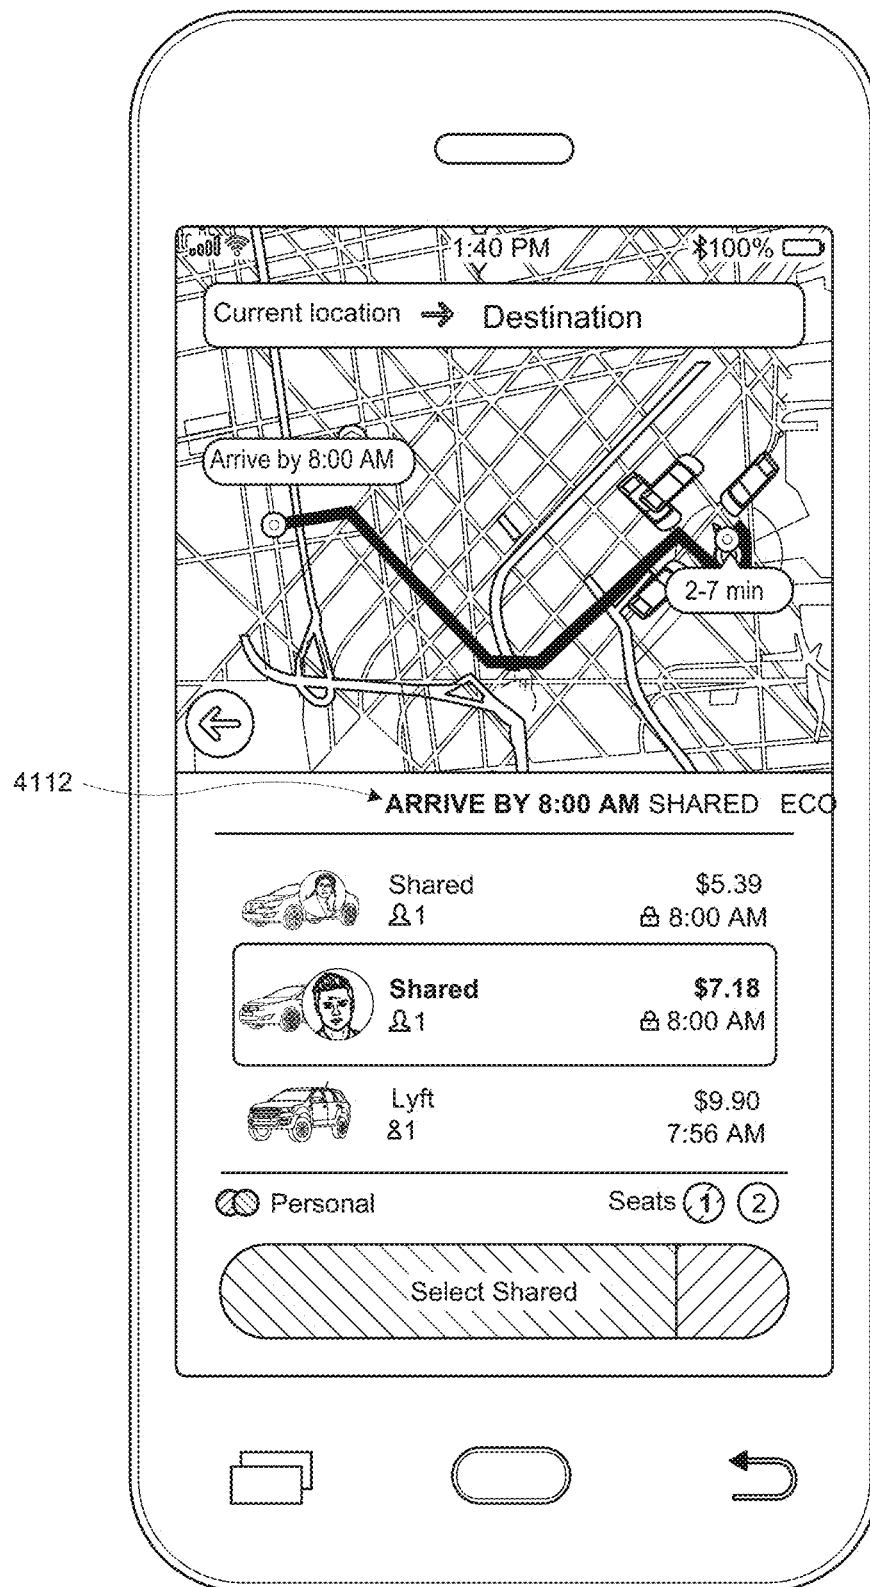 1:40 PM 100%
Current location → Destination
Arrive by 8:00 AM
2-7 min
4112
ARRIVE BY 8:00 AM SHARED ECO
Shared $5.39
1 8:00 AM
Shared $7.18
1 8:00 AM
Lyft $9.90
1 7:56 AM
Personal Seats 1 2
Select Shared